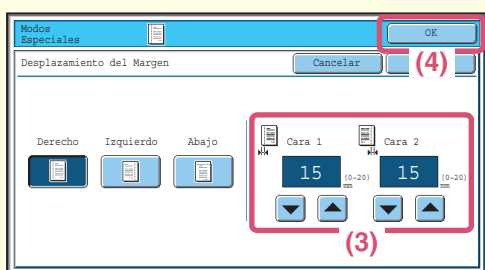 Modos
Especiales
OK
Desplazamiento del Margen
Cancelar
(4)
Derecho
Izquierdo
Abajo
Cara 1
Cara 2
15
(0-20)
mm
15
(0-20)
mm
(3)